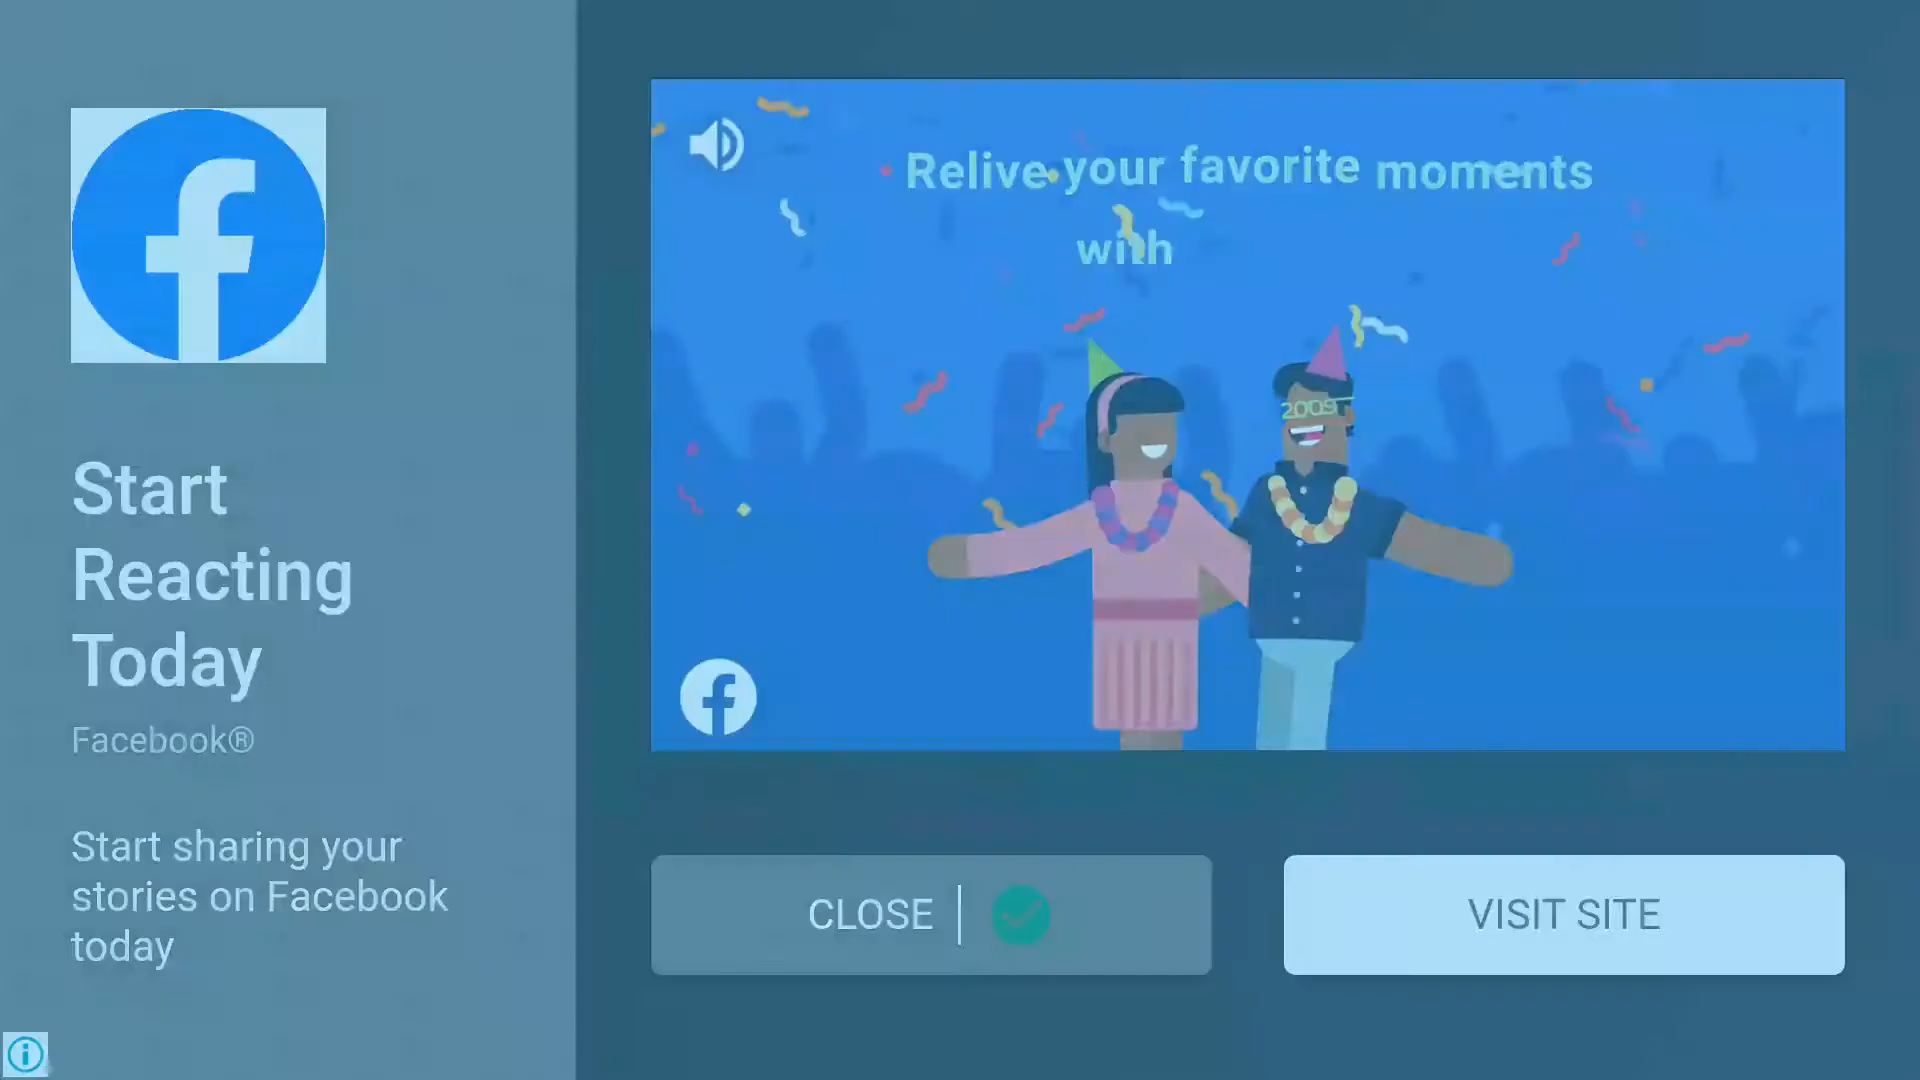 Start
Reacting
Today
Facebook®
Start sharing your
stories on Facebook
today
Relive your favorite moments
with
2009
CLOSE
VISIT SITE